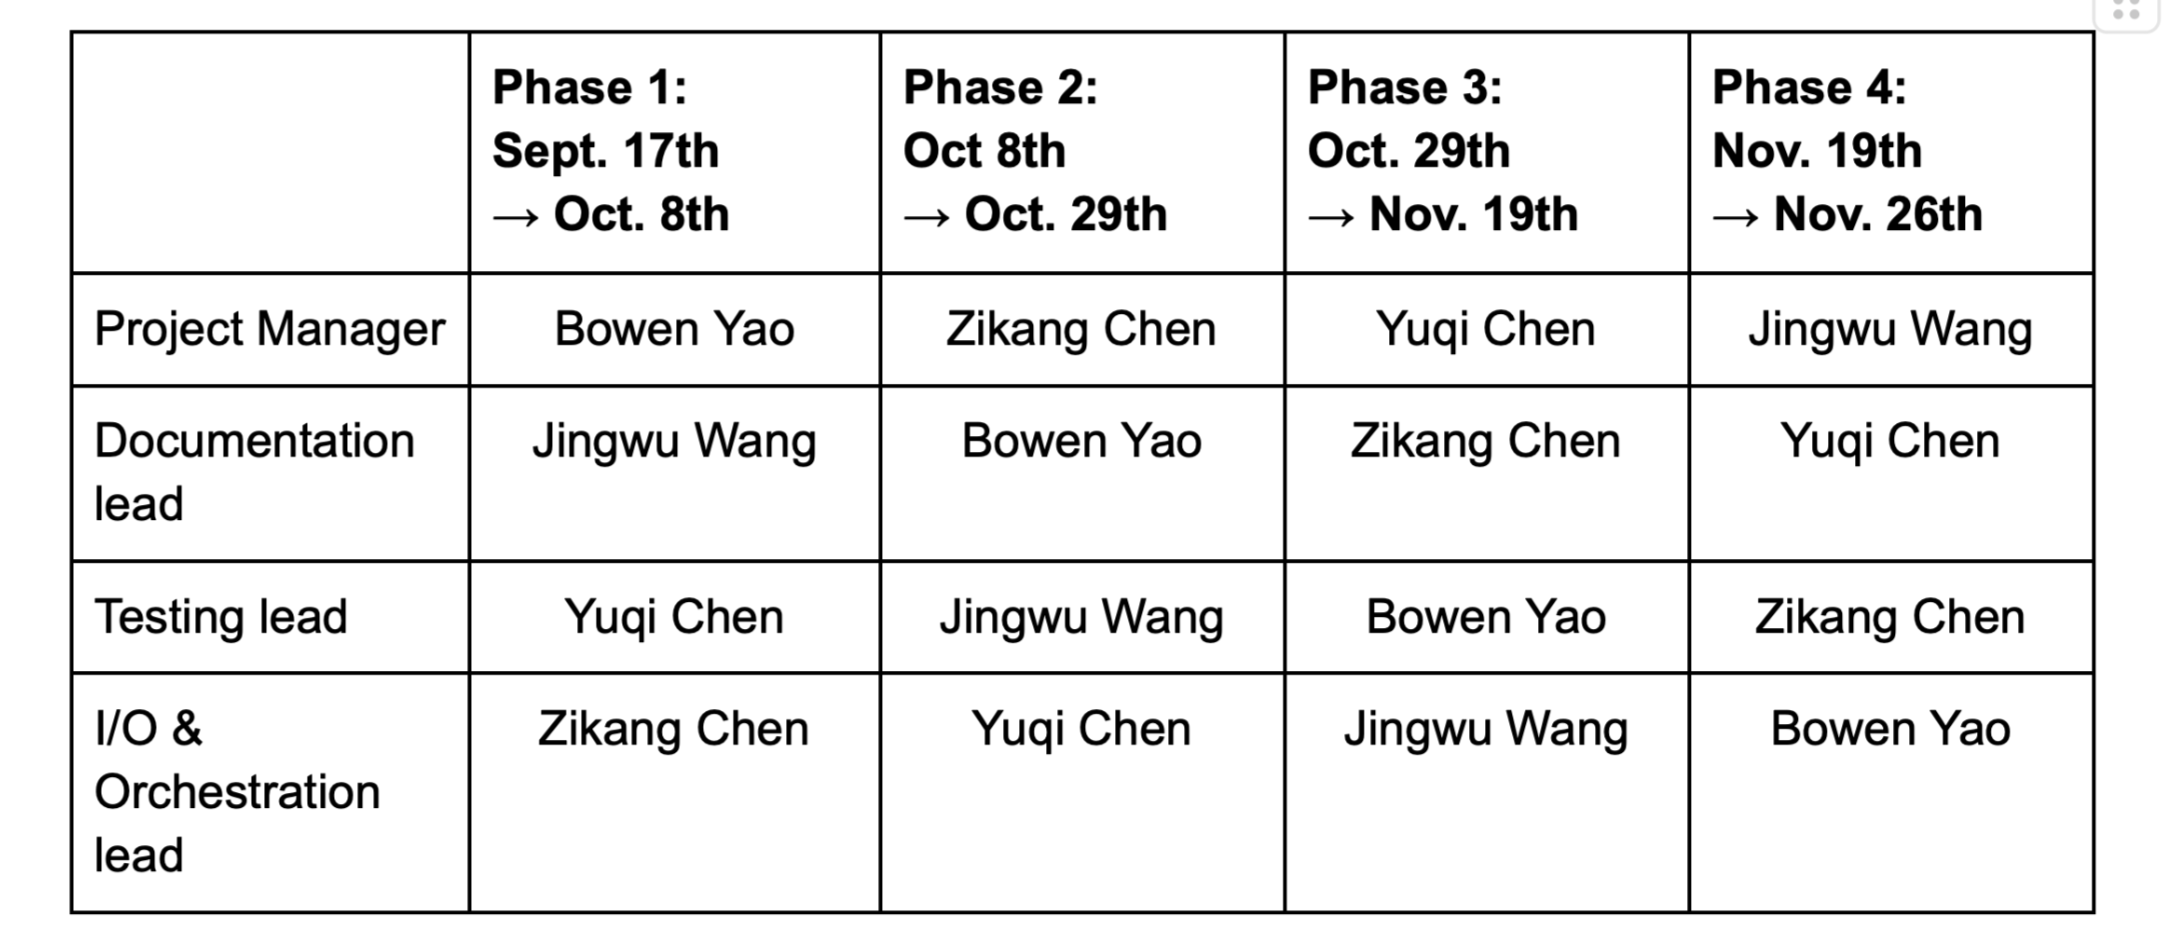 Phase 1:
Sept. 17th
→ Oct. 8th
Phase 2:
Oct 8th
→ Oct. 29th
Phase 3:
Oct. 29th
→ Nov. 19th
Phase 4:
Nov. 19th
→ Nov. 26th
Project Manager
Bowen Yao
Zikang Chen
Yuqi Chen
Jingwu Wang
Documentation
lead
Jingwu Wang
Bowen Yao
Zikang Chen
Yuqi Chen
Testing lead
Yuqi Chen
Jingwu Wang
Bowen Yao
Zikang Chen
I/O &
Orchestration
lead
Zikang Chen
Yuqi Chen
Jingwu Wang
Bowen Yao